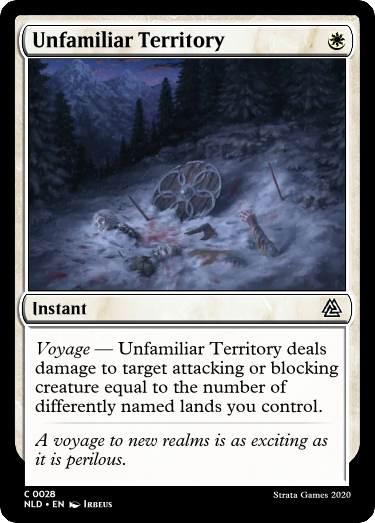 Unfamiliar Territory
Instant
Voyage — Unfamiliar Territory deals
damage to target attacking or blocking
creature equal to the number of
differently named lands you control.
A voyage to new realms is as exciting as
it is perilous.
C 0028
NLD • EN Irbeus
Strata Games 2020